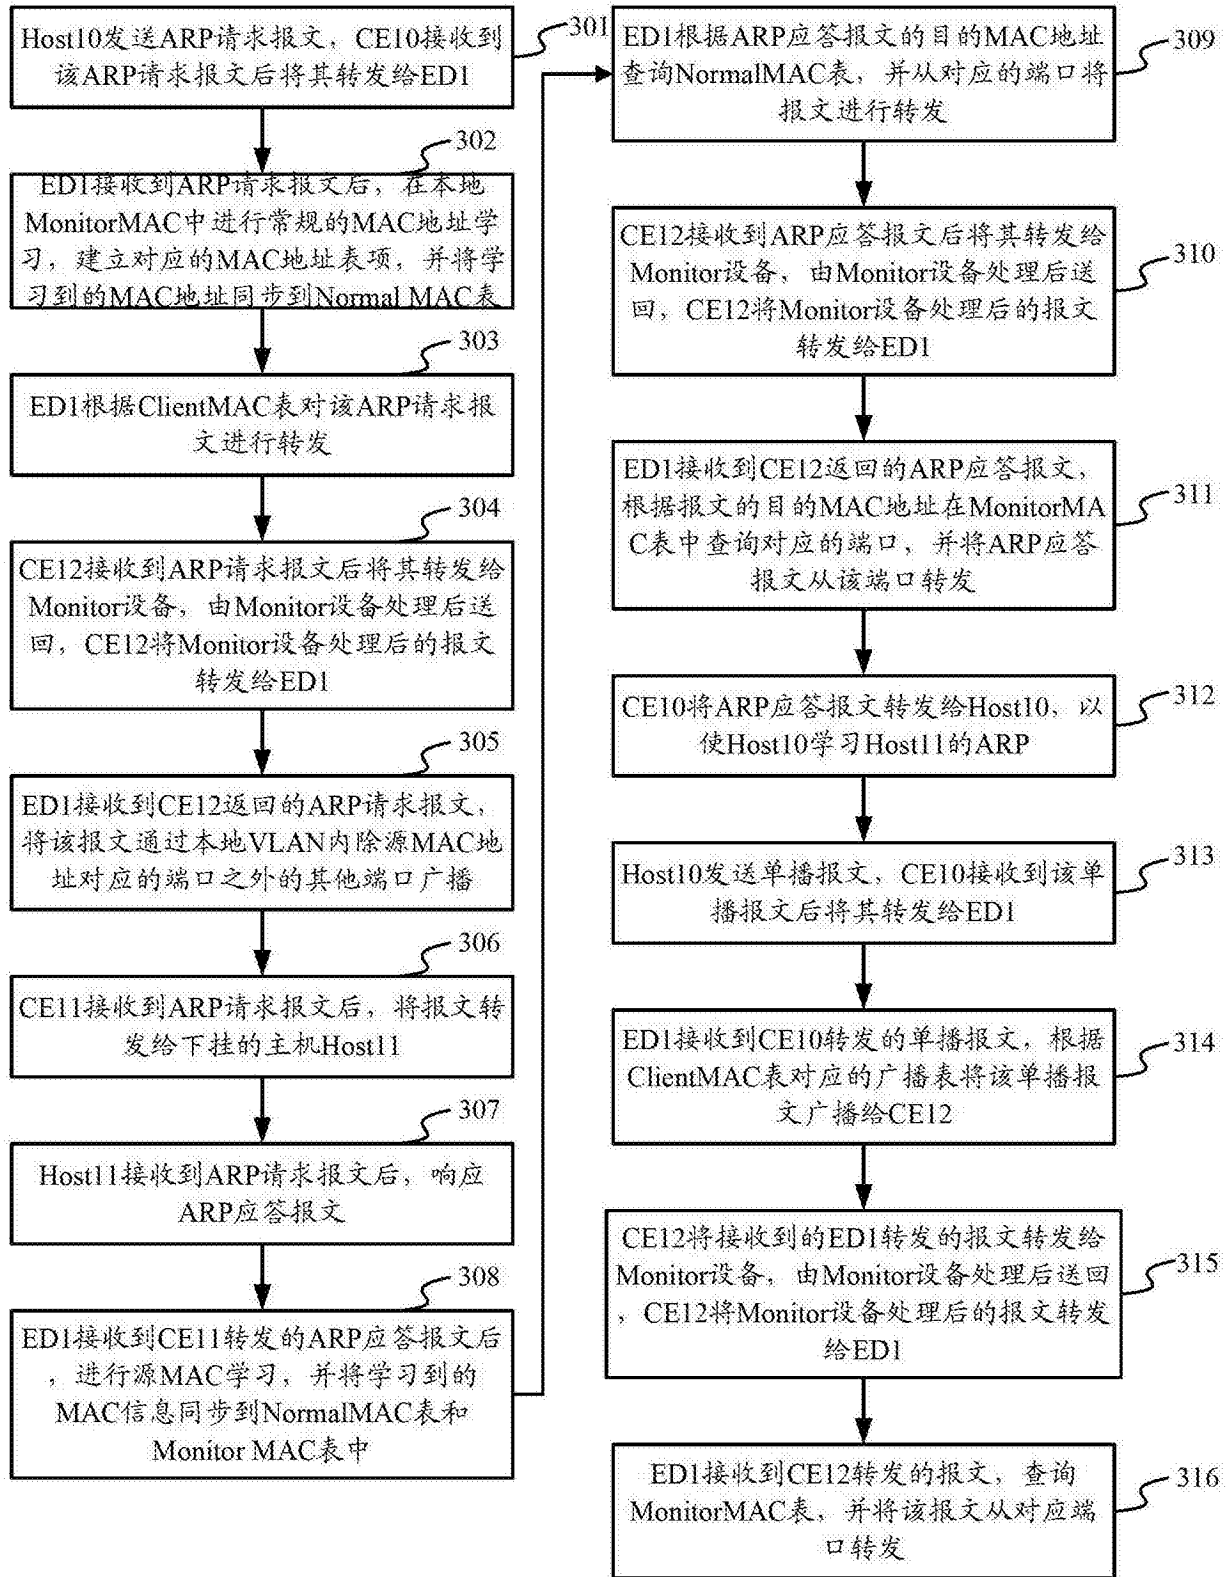 Host10发送ARP请求报文，CE10接收到
该ARP请求报文后将其转发给ED1
301
302
ED1接收到ARP请求报文后，在本地
MonitorMAC中进行常规的MAC地址学
习，建立对应的MAC地址表项，并将学
习到的MAC地址同步到Normal MAC表
303
ED1根据ClientMAC表对该ARP请求报
文进行转发
304
CE12接收到ARP请求报文后将其转发给
Monitor设备，由Monitor设备处理后送
回，CE12将Monitor设备处理后的报文
转发给ED1
305
ED1接收到CE12返回的ARP请求报文，
将该报文通过本地VLAN内除源MAC地
址对应的端口之外的其他端口广播
306
CE11接收到ARP请求报文后，将报文转
发给下挂的主机Host11
307
Host11接收到ARP请求报文后，响应
ARP应答报文
308
ED1接收到CE11转发的ARP应答报文后
，进行源MAC学习，并将学习到的
MAC信息同步到NormalMAC表和
Monitor MAC表中
ED1根据ARP应答报文的目的MAC地址
查询NormalMAC表，并从对应的端口将
报文进行转发
309
CE12接收到ARP应答报文后将其转发给
Monitor设备，由Monitor设备处理后送
回，CE12将Monitor设备处理后的报文
转发给ED1
310
ED1接收到CE12返回的ARP应答报文，
根据报文的目的MAC地址在MonitorMA
C表中查询对应的端口，并将ARP应答
报文从该端口转发
311
CE10将ARP应答报文转发给Host10，以
使Host10学习Host11的ARP
312
Host10发送单播报文，CE10接收到该单
播报文后将其转发给ED1
313
ED1接收到CE10转发的单播报文，根据
ClientMAC表对应的广播表将该单播报
文广播给CE12
314
CE12将接收到的ED1转发的报文转发给
Monitor设备，由Monitor设备处理后送回
，CE12将Monitor设备处理后的报文转发
给ED1
315
ED1接收到CE12转发的报文，查询
MonitorMAC表，并将该报文从对应端
口转发
316